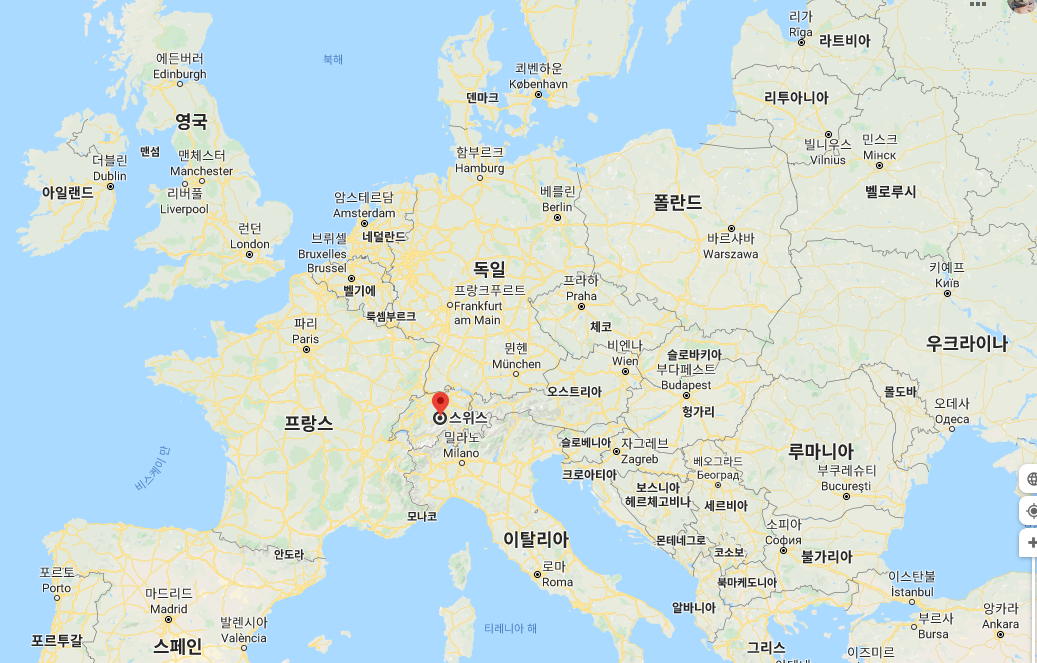 리가
Rīga
라트비아
에든버러
Edinburgh
북해
쾨벤하운
København
덴마크
리투아니아
영국
맨섬
맨체스터
Manchester
더블린
Dublin
아일랜드
리버풀
Liverpool
함부르크
Hamburg
빌니우스
Vilnius
민스크
Мінск
벨로루시
암스테르담
Amsterdam
베를린
Berlin
폴란드
런던
London
브뤼셀
Bruxelles
Brussel
네덜란드
바르샤바
Warszawa
벨기에
독일
프랑크푸르트
Frankfurt
am Main
프라하
Praha
키예프
Київ
룩셈부르크
파리
Paris
체코
우크라이나
뮌헨
München
비엔나
Wien
슬로바키아
부다페스트
Budapest
오스트리아
몰도바
오데사
Одеса
헝가리
프랑스
스위스
밀라노
Milano
슬로베니아
자그레브
Zagreb
루마니아
베오그라드
Београд
부쿠레슈티
București
크로아티아
비스케이 만
보스니아
헤르체고비나
세르비아
모나코
이탈리아
소피아
София
몬테네그로
코소보
불가리아
안도라
포르토
Porto
로마
Roma
북마케도니아
이스탄불
İstanbul
마드리드
Madrid
발렌시아
València
알바니아
부르사
Bursa
앙카라
Ankara
포르투갈
스페인
티레니아 해
그리스
이즈미르